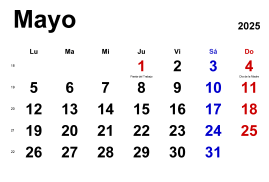 Mayo 2025
Lu Ma Mi Ju Vi Sá Do
18 1 2 3 4
Fiesta del Trabajo Día de la Madre
19 5 6 7 8 9 10 11
20 12 13 14 15 16 17 18
21 19 20 21 22 23 24 25
22 26 27 28 29 30 31